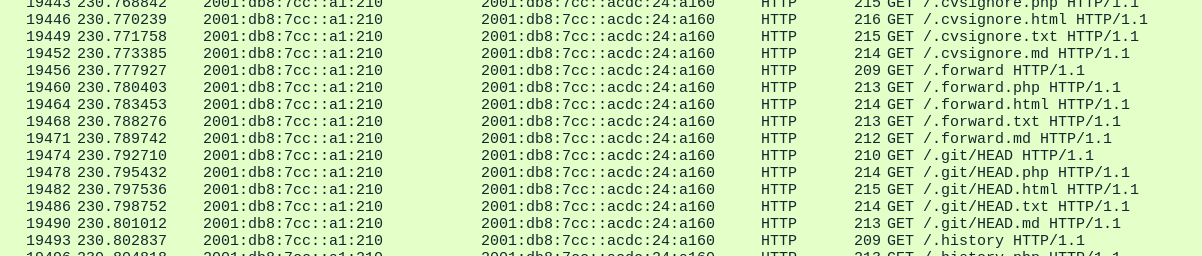 19443 230.768842 2001:db8:7cc::a1:210 2001:db8:7cc::acdc:24:a160 HTTP 215 GET /.cvsignore.php HTTP/1.1
19446 230.770239 2001:db8:7cc::a1:210 2001:db8:7cc::acdc:24:a160 HTTP 216 GET /.cvsignore.html HTTP/1.1
19449 230.771758 2001:db8:7cc::a1:210 2001:db8:7cc::acdc:24:a160 HTTP 215 GET /.cvsignore.txt HTTP/1.1
19452 230.773385 2001:db8:7cc::a1:210 2001:db8:7cc::acdc:24:a160 HTTP 214 GET /.cvsignore.md HTTP/1.1
19456 230.777927 2001:db8:7cc::a1:210 2001:db8:7cc::acdc:24:a160 HTTP 209 GET /.forward HTTP/1.1
19460 230.780403 2001:db8:7cc::a1:210 2001:db8:7cc::acdc:24:a160 HTTP 213 GET /.forward.php HTTP/1.1
19464 230.783453 2001:db8:7cc::a1:210 2001:db8:7cc::acdc:24:a160 HTTP 214 GET /.forward.html HTTP/1.1
19468 230.788276 2001:db8:7cc::a1:210 2001:db8:7cc::acdc:24:a160 HTTP 213 GET /.forward.txt HTTP/1.1
19471 230.789742 2001:db8:7cc::a1:210 2001:db8:7cc::acdc:24:a160 HTTP 212 GET /.forward.md HTTP/1.1
19474 230.792710 2001:db8:7cc::a1:210 2001:db8:7cc::acdc:24:a160 HTTP 210 GET /.git/HEAD HTTP/1.1
19478 230.795432 2001:db8:7cc::a1:210 2001:db8:7cc::acdc:24:a160 HTTP 214 GET /.git/HEAD.php HTTP/1.1
19482 230.797536 2001:db8:7cc::a1:210 2001:db8:7cc::acdc:24:a160 HTTP 215 GET /.git/HEAD.html HTTP/1.1
19486 230.798752 2001:db8:7cc::a1:210 2001:db8:7cc::acdc:24:a160 HTTP 214 GET /.git/HEAD.txt HTTP/1.1
19490 230.801012 2001:db8:7cc::a1:210 2001:db8:7cc::acdc:24:a160 HTTP 213 GET /.git/HEAD.md HTTP/1.1
19493 230.802837 2001:db8:7cc::a1:210 2001:db8:7cc::acdc:24:a160 HTTP 209 GET /.history HTTP/1.1